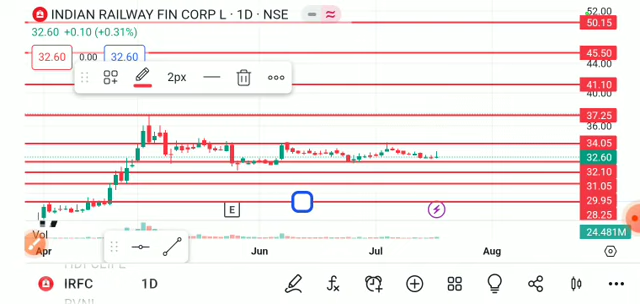 INDIAN RAILWAY FIN CORP L · 1D · NSE
32.60 +0.10 (+0.31%)
32.60 0.00 32.60
2px
52.00
50.15
45.50
44.00
41.10
40.00
37.25
36.00
34.05
32.60
32.10
31.05
29.95
28.25
24.481M
E
Vol
Apr Jun Jul Aug
IRFC 1D